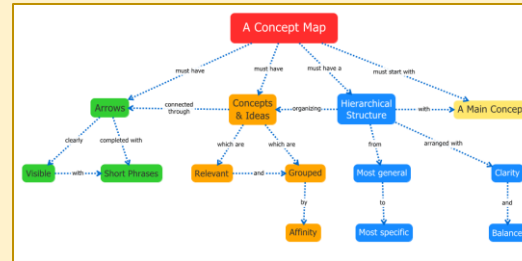 A Concept Map
must have
must have
must have a
must start with
Arrows
connected
through
Concepts
& Ideas
organizing
Hierarchical
Structure
with
A Main Concept
clearly
completed with
which are
which are
from
arranged with
Visible
with
Short Phrases
Relevant
and
Grouped
Most general
Clarity
by
to
and
Affinity
Most specific
Balance